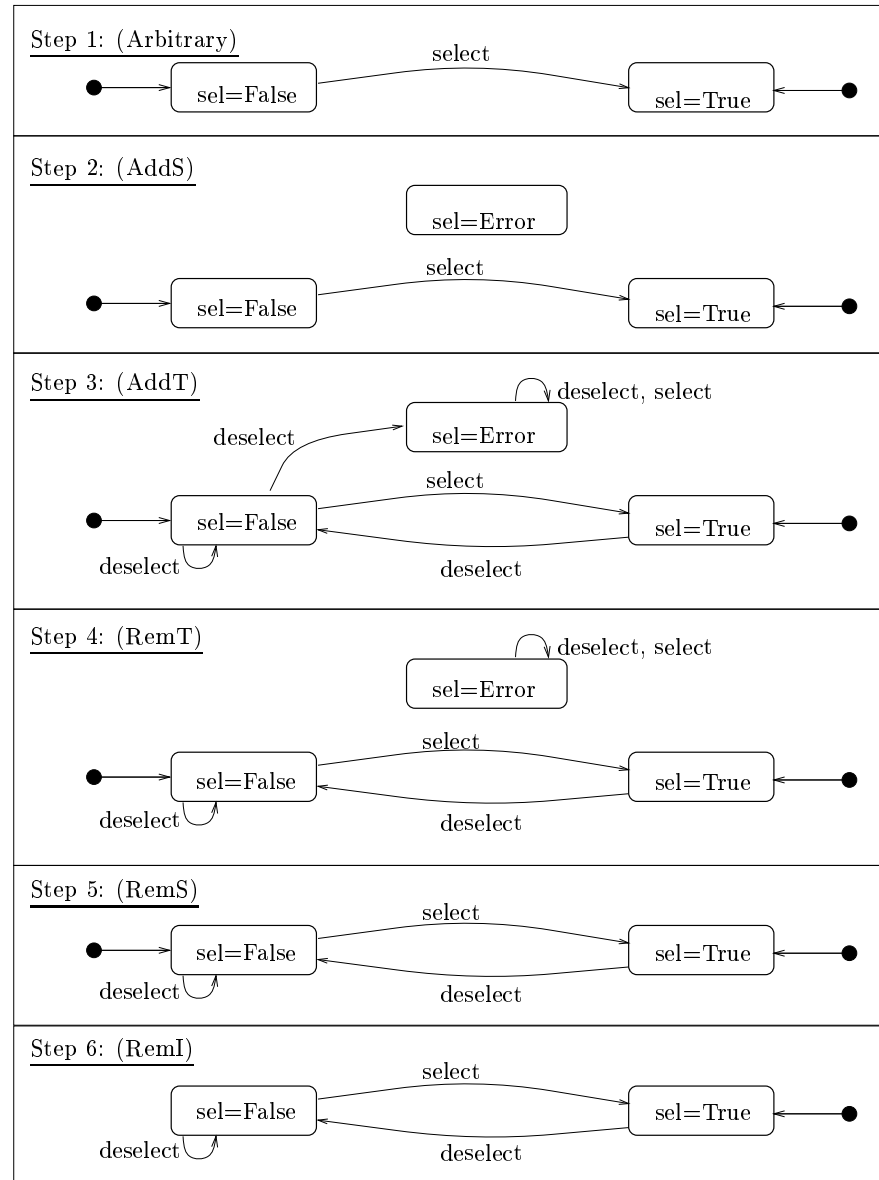 Step 1: (Arbitrary)
select
sel=False
sel=True
Step 2: (AddS)
sel=Error
select
sel=False
sel=True
Step 3: (AddT)
deselect, select
deselect
sel=Error
select
sel=False
sel=True
deselect
deselect
Step 4: (RemT)
deselect, select
sel=Error
select
sel=False
sel=True
deselect
deselect
Step 5: (RemS)
select
sel=False
sel=True
deselect
deselect
Step 6: (RemI)
select
sel=False
sel=True
deselect
deselect